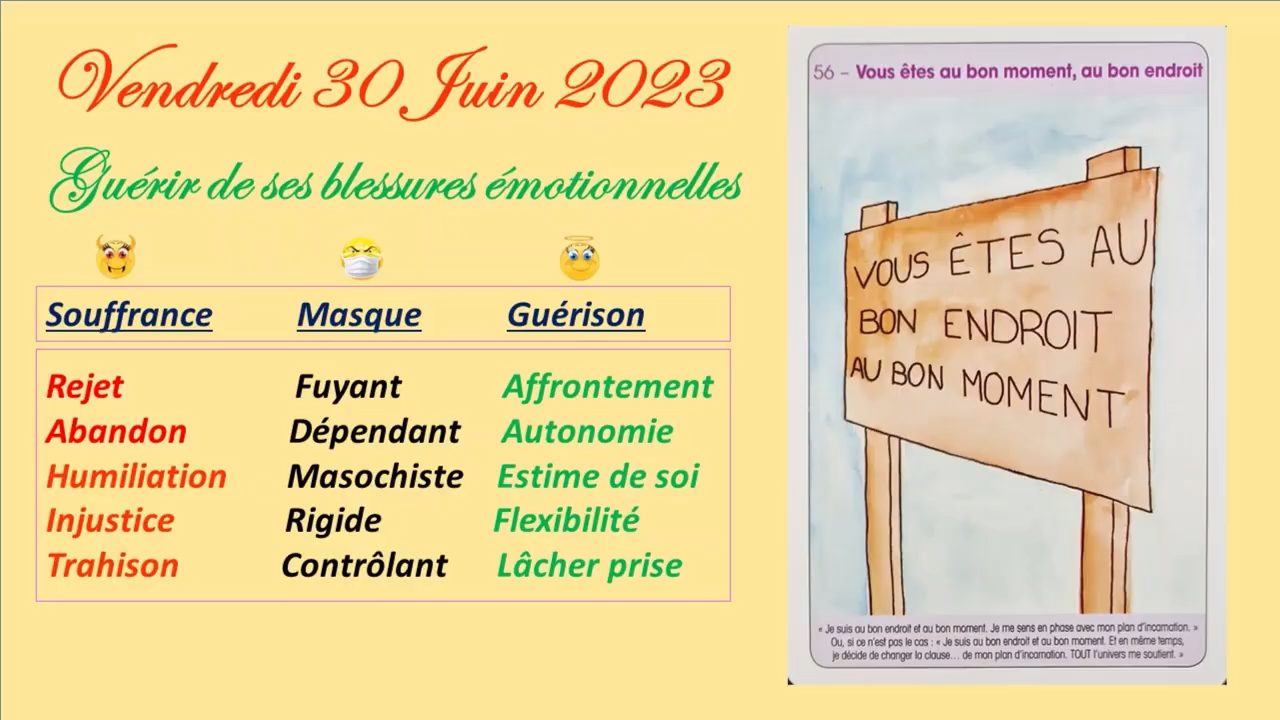 Vendredi 30 Juin 2023
Guérir de ses blessures émotionnelles
Souffrance Masque Guérison
Rejet Fuyant Affrontement
Abandon Dépendant Autonomie
Humiliation Masochiste Estime de soi
Injustice Rigide Flexibilité
Trahison Contrôlant Lâcher prise
56 – Vous êtes au bon moment, au bon endroit
VOUS ÊTES AU
BON ENDROIT
AU BON MOMENT
« Je suis au bon endroit et au bon moment. Je me sens en phase avec mon plan d'incarnation. »
Ou, si ce n'est pas le cas : « Je suis au bon endroit et au bon moment. Et en même temps,
je décide de changer la clause... de mon plan d'incarnation. TOUT l'univers me soutient. »